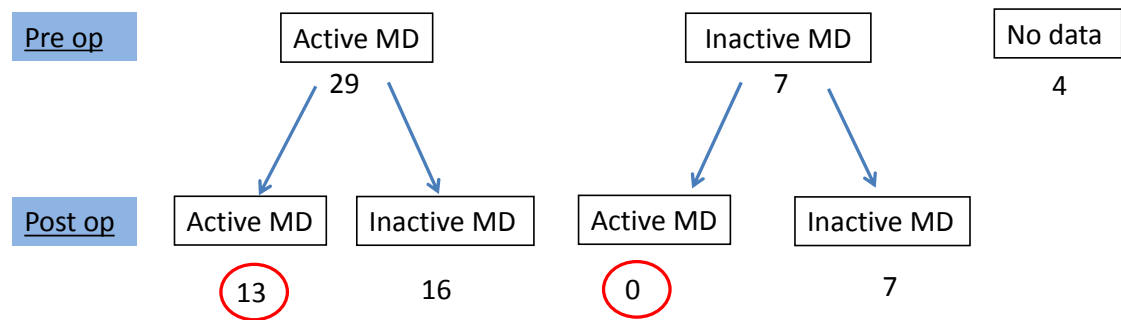 Pre op
Active MD
Inactive MD
No data
29
7
4
Post op
Active MD
Inactive MD
Active MD
Inactive MD
13
16
0
7